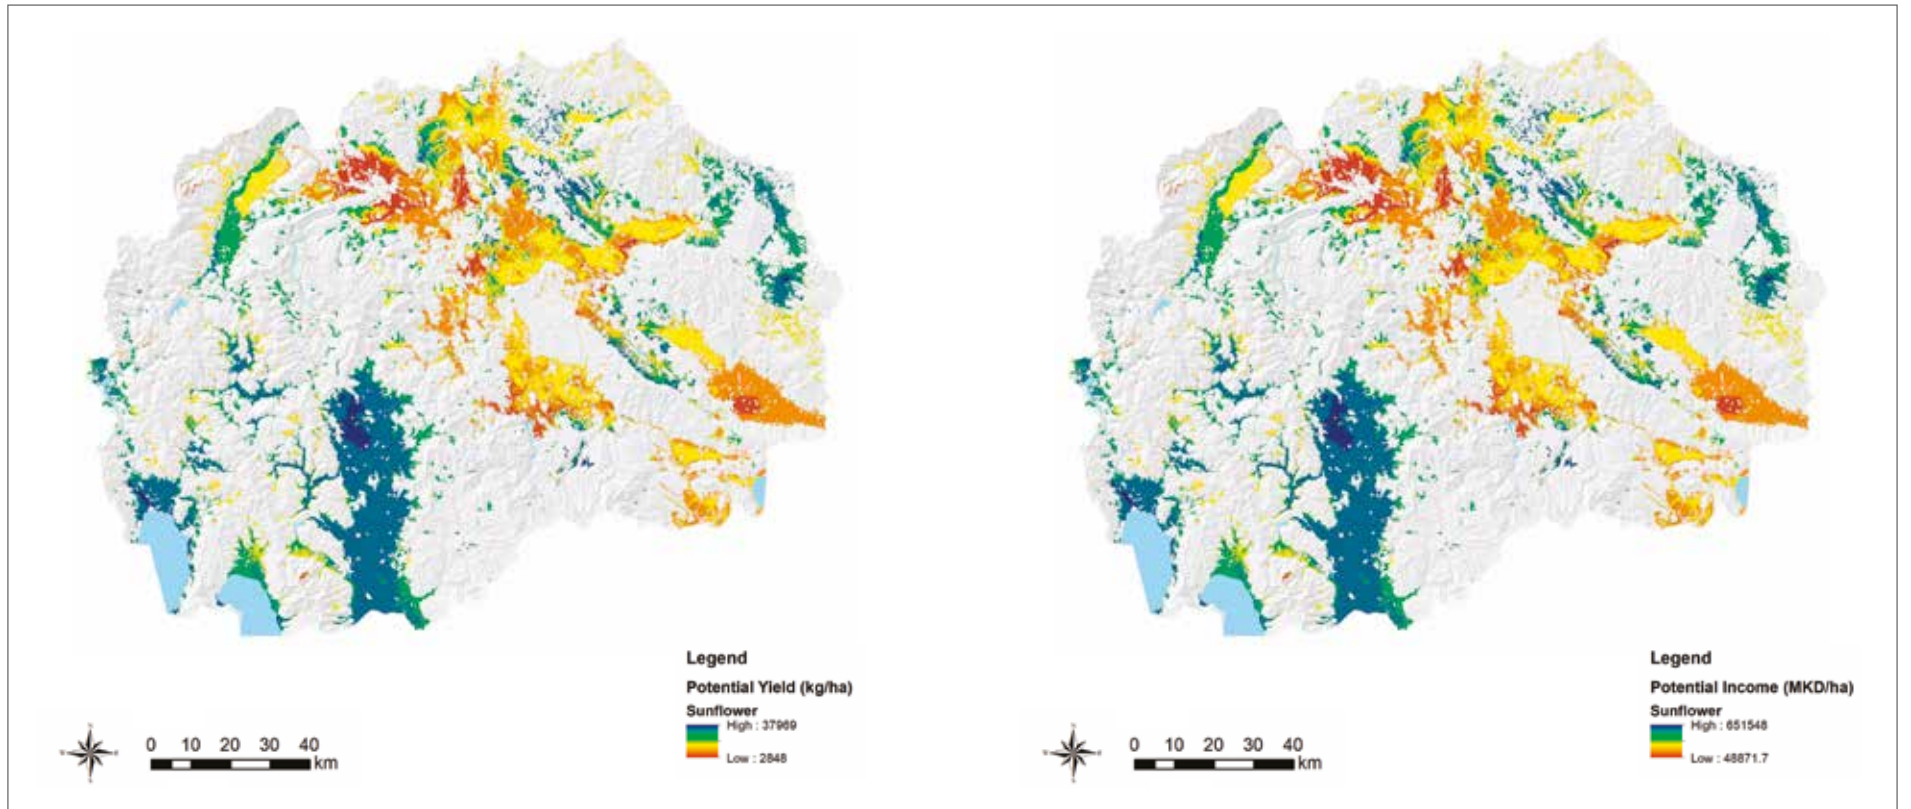 Legend
Potential Yield (kg/ha)
Sunflower
High : 37969
Low : 2848
0 10 20 30 40
km
Legend
Potential Income (MKD/ha)
Sunflower
High : 651548
Low : 48871.7
0 10 20 30 40
km